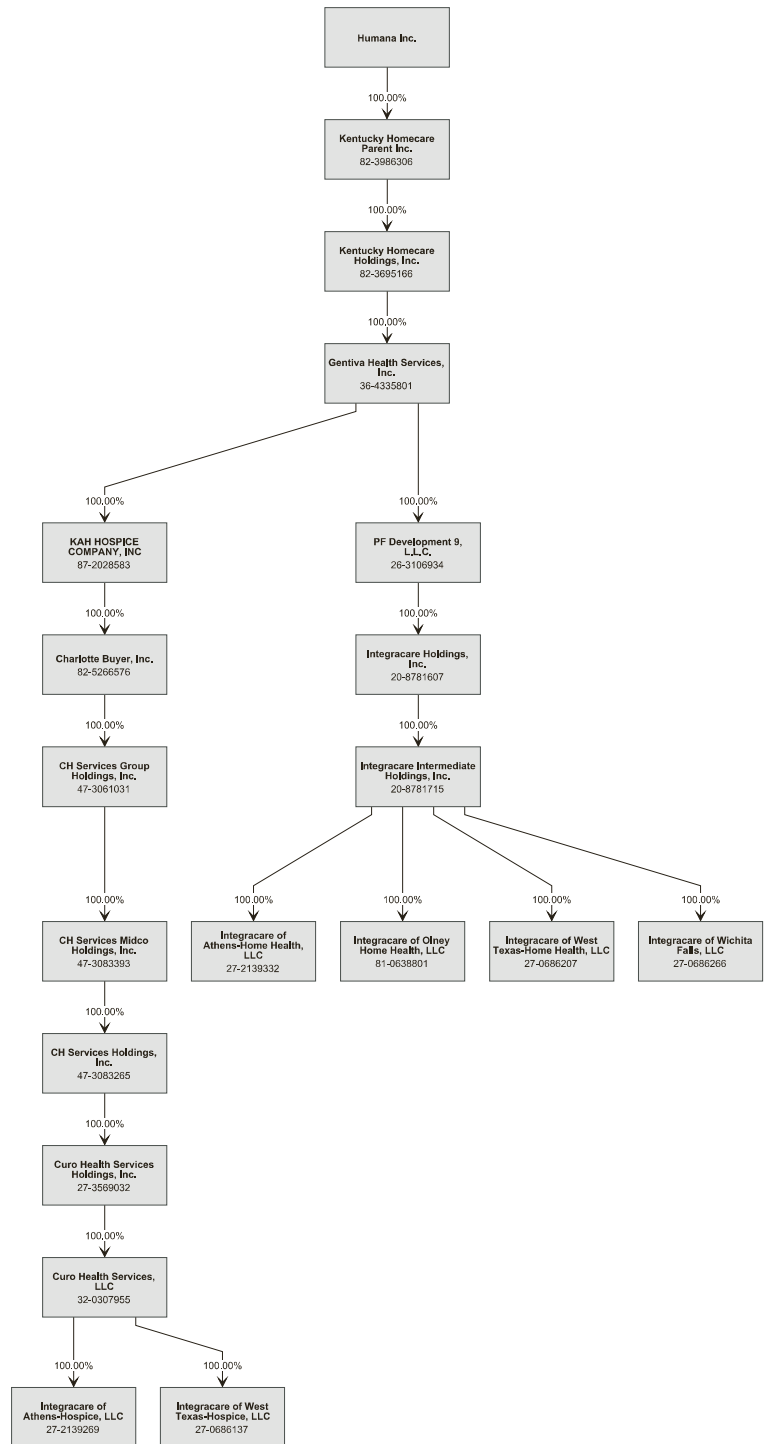 Humana Inc.
100.00%
Kentucky Homecare
Parent Inc.
82-3986306
100.00%
Kentucky Homecare
Holdings, Inc.
82-3695166
100.00%
Gentiva Health Services,
Inc.
36-4335801
100.00%
100.00%
KAH HOSPICE
COMPANY, INC
87-2028583
PF Development 9,
L.L.C.
26-3106934
100.00%
100.00%
Charlotte Buyer, Inc.
82-5266576
Integracare Holdings,
Inc.
20-8781607
100.00%
100.00%
CH Services Group
Holdings, Inc.
47-3061031
Integracare Intermediate
Holdings, Inc.
20-8781715
100.00%
100.00%
100.00%
100.00%
100.00%
CH Services Midco
Holdings, Inc.
47-3083393
Integracare of
Athens-Home Health,
LLC
27-2139332
Integracare of Olney
Home Health, LLC
81-0638801
Integracare of West
Texas-Home Health, LLC
27-0686207
Integracare of Wichita
Falls, LLC
27-0686266
100.00%
CH Services Holdings,
Inc.
47-3083265
100.00%
Curo Health Services
Holdings, Inc.
27-3569032
100.00%
Curo Health Services,
LLC
32-0307955
100.00%
100.00%
Integracare of
Athens-Hospice, LLC
27-2139269
Integracare of West
Texas-Hospice, LLC
27-0686137